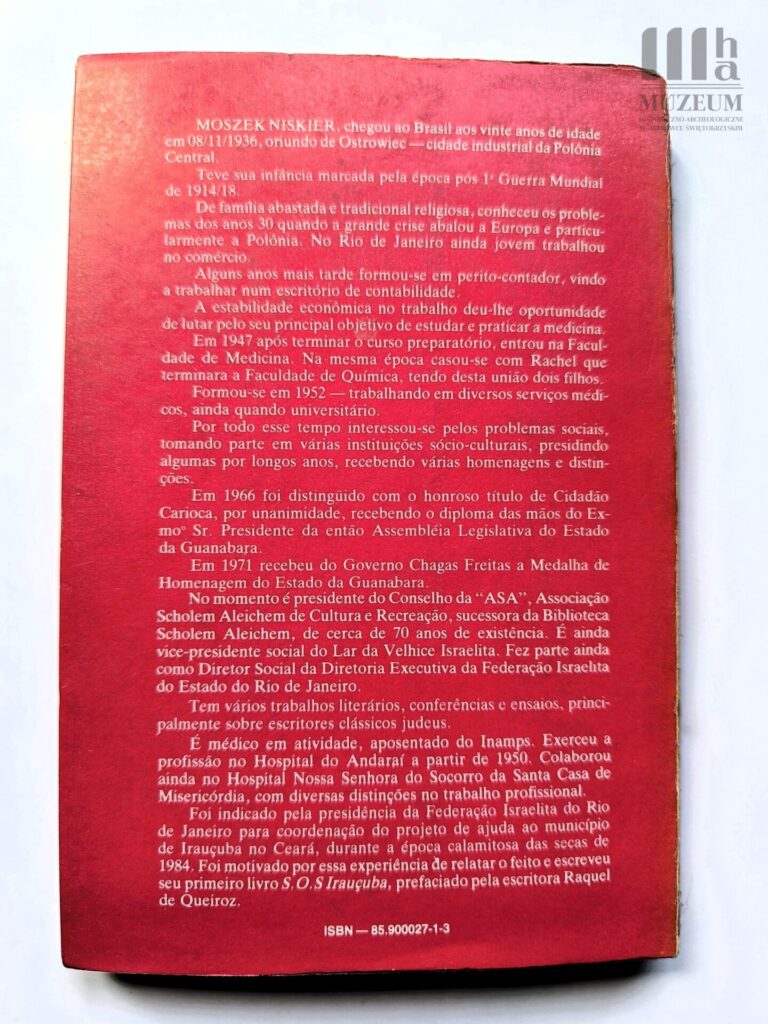 ha
MUZEUM
HISTORYCZNO-ARCHEOLOGICZNE
W OSTROWCU ŚWIĘTOKRZYSKIM
MOSZEK NISKIER, chegou ao Brasil aos vinte anos de idade
em 08/11/1936, oriundo de Ostrowiec — cidade industrial da Polônia
Central.
Teve sua infância marcada pela época pós 1ª Guerra Mundial
de 1914/18.
De família abastada e tradicional religiosa, conheceu os proble-
mas dos anos 30 quando a grande crise abalou a Europa e particu-
larmente a Polônia. No Rio de Janeiro ainda jovem trabalhou
no comércio.
Alguns anos mais tarde formou-se em perito-contador, vindo
a trabalhar num escritório de contabilidade.
A estabilidade econômica no trabalho deu-lhe oportunidade
de lutar pelo seu principal objetivo de estudar e praticar a medicina.
Em 1947 após terminar o curso preparatório, entrou na Facul-
dade de Medicina. Na mesma época casou-se com Rachel que
terminara a Faculdade de Química, tendo desta união dois filhos.
Formou-se em 1952 — trabalhando em diversos serviços médi-
cos, ainda quando universitário.
Por todo esse tempo interessou-se pelos problemas sociais,
tomando parte em várias instituições sócio-culturais, presidindo
algumas por longos anos, recebendo várias homenagens e distin-
ções.
Em 1966 foi distingüido com o honroso título de Cidadão
Carioca, por unanimidade, recebendo o diploma das mãos do Ex-
mº Sr. Presidente da então Assembléia Legislativa do Estado
da Guanabara.
Em 1971 recebeu do Governo Chagas Freitas a Medalha de
Homenagem do Estado da Guanabara.
No momento é presidente do Conselho da "ASA", Associação
Scholem Aleichem de Cultura e Recreação, sucessora da Biblioteca
Scholem Aleichem, de cerca de 70 anos de existência. É ainda
vice-presidente social do Lar da Velhice Israelita. Fez parte ainda
como Diretor Social da Diretoria Executiva da Federação Israelita
do Estado do Rio de Janeiro.
Tem vários trabalhos literários, conferências e ensaios, princi-
palmente sobre escritores clássicos judeus.
É médico em atividade, aposentado do Inamps. Exerceu a
profissão no Hospital do Andaraí a partir de 1950. Colaborou
ainda no Hospital Nossa Senhora do Socorro da Santa Casa de
Misericórdia, com diversas distinções no trabalho profissional.
Foi indicado pela presidência da Federação Israelita do Rio
de Janeiro para coordenação do projeto de ajuda ao município
de Irauçuba no Ceará, durante a época calamitosa das secas de
1984. Foi motivado por essa experiência de relatar o feito e escreveu
seu primeiro livro S.O.S Irauçuba, prefaciado pela escritora Raquel
de Queiroz.
ISBN — 85.900027-1-3